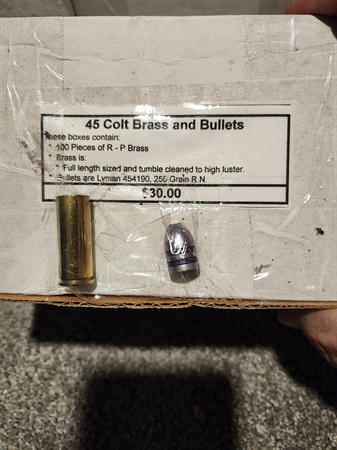 45 Colt Brass and Bullets
These boxes contain:
* 100 Pieces of R - P Brass
* Brass is:
* Full length sized and tumble cleaned to high luster.
* Bullets are Lyman 454190, 250 Grain R.N.
$30.00